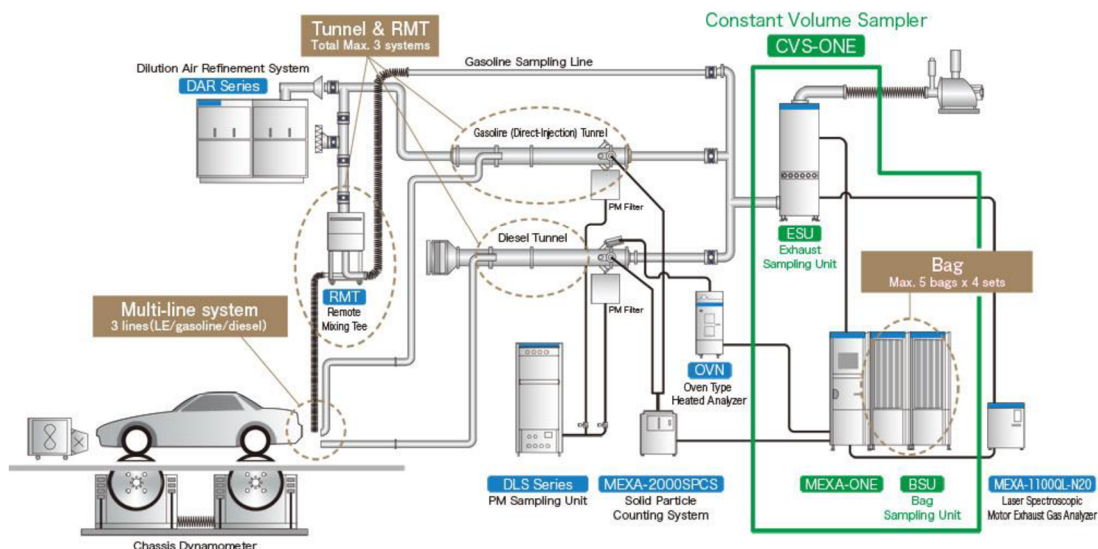 Constant Volume Sampler
CVS-ONE
Tunnel & RMT
Total Max. 3 systems
Gasoline Sampling Line
Dilution Air Refinement System
DAR Series
Gasoline (Direct-Injection) Tunnel
PM Filter
Diesel Tunnel
PM Filter
ESU
Exhaust
Sampling Unit
Bag
Max. 5 bags x 4 sets
RMT
Remote
Mixing Tee
Multi-line system
3 lines(LE/gasoline/diesel)
OVN
Oven Type
Heated Analyzer
DLS Series
PM Sampling Unit
MEXA-2000SPCS
Solid Particle
Counting System
MEXA-ONE
BSU
Bag
Sampling Unit
MEXA-1100QL-N20
Laser Spectroscopic
Motor Exhaust Gas Analyzer
Chassis Dynamometer